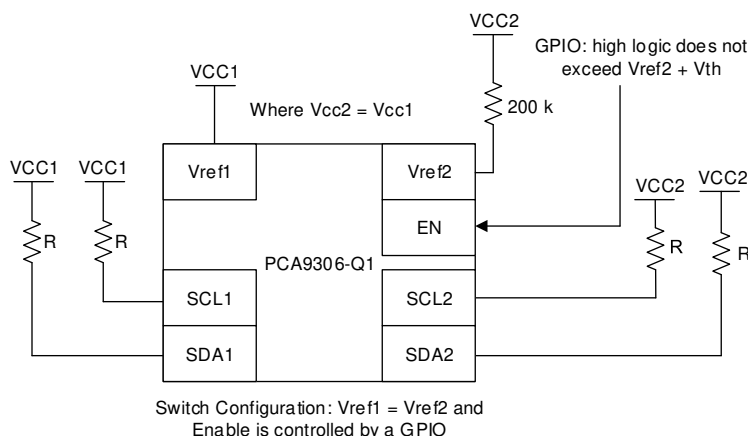 VCC2
GPIO: high logic does not
exceed Vref2 + Vth
VCC1
Where Vcc2 = Vcc1
200 k
VCC1
VCC1
Vref1
Vref2
VCC2
VCC2
R
R
EN
R
R
PCA9306-Q1
SCL1
SCL2
SDA1
SDA2
Switch Configuration: Vref1 = Vref2 and
Enable is controlled by a GPIO